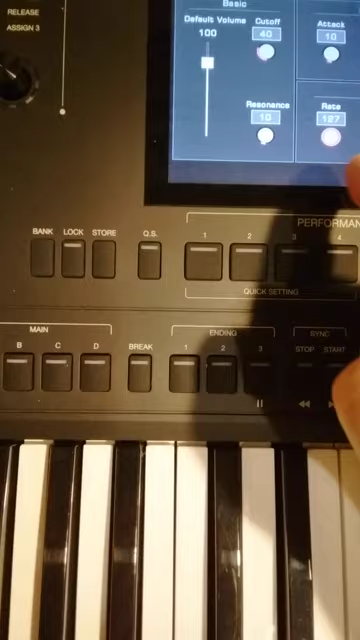 RELEASE
ASSIGN 3
Basic
Default Volume
Cutoff
Attack
100
40
10
Resonance
Rate
10
127
BANK LOCK STORE Q.S.
1 2 3 4
QUICK SETTING
MAIN
ENDING
SYNC
B C D BREAK 1 2 3 STOP START